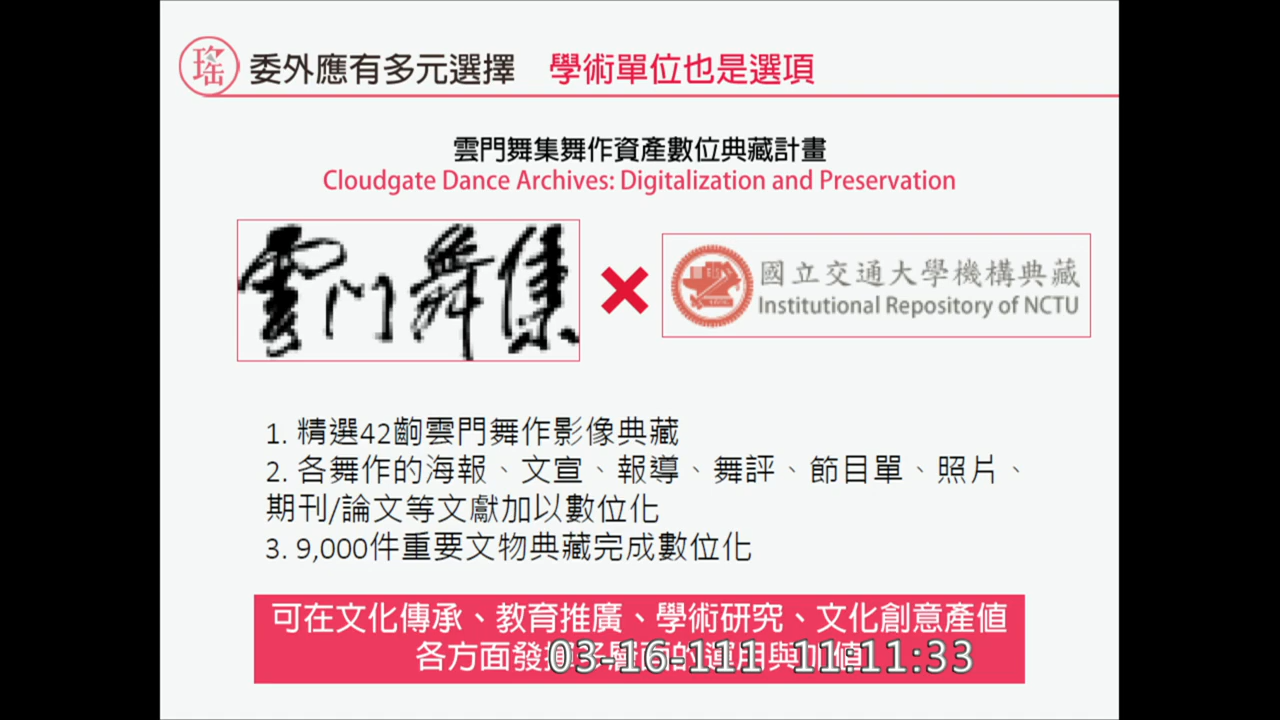 瑤
委外應有多元選擇 學術單位也是選項
雲門舞集舞作資產數位典藏計畫
Cloudgate Dance Archives: Digitalization and Preservation
雲門舞集
國立交通大學機構典藏
Institutional Repository of NCTU
1. 精選42齣雲門舞作影像典藏
2. 各舞作的海報、文宣、報導、舞評、節目單、照片、
期刊/論文等文獻加以數位化
3. 9,000件重要文物典藏完成數位化
可在文化傳承、教育推廣、學術研究、文化創意產值
各方面發 的運用與加值
03-16-111 11:11:33